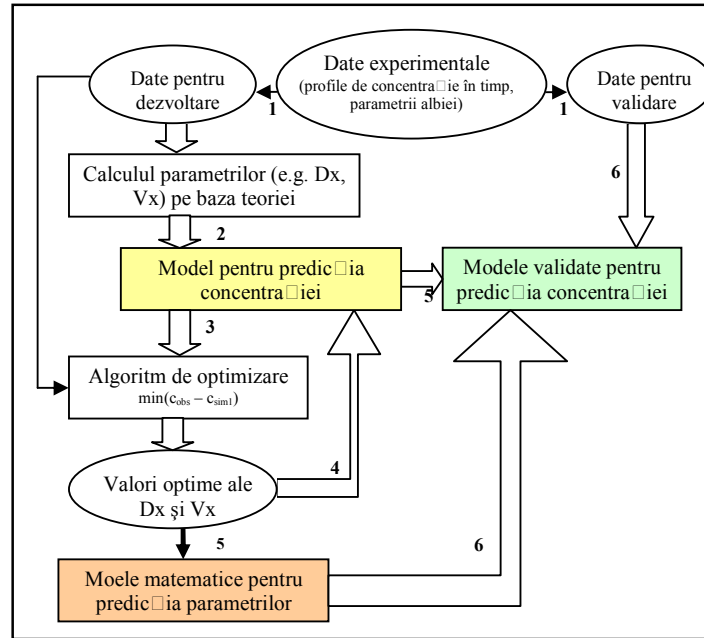 Date experimentale
(profile de concentra□ie în timp,
parametrii albiei)
Date pentru
dezvoltare
Date pentru
validare
1
1
Calculul parametrilor (e.g. Dx,
Vx) pe baza teoriei
6
2
Model pentru predic□ia
concentra□iei
5
Modele validate pentru
predic□ia concentra□iei
3
Algoritm de optimizare
min(cobs – csim1)
4
Valori optime ale
Dx şi Vx
5
6
Moele matematice pentru
predic□ia parametrilor